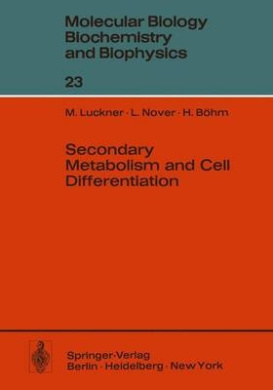 Molecular Biology
Biochemistry
and Biophysics
23
M. Luckner · L. Nover · H. Böhm
Secondary
Metabolism and Cell
Differentiation
Springer-Verlag
Berlin · Heidelberg · New York